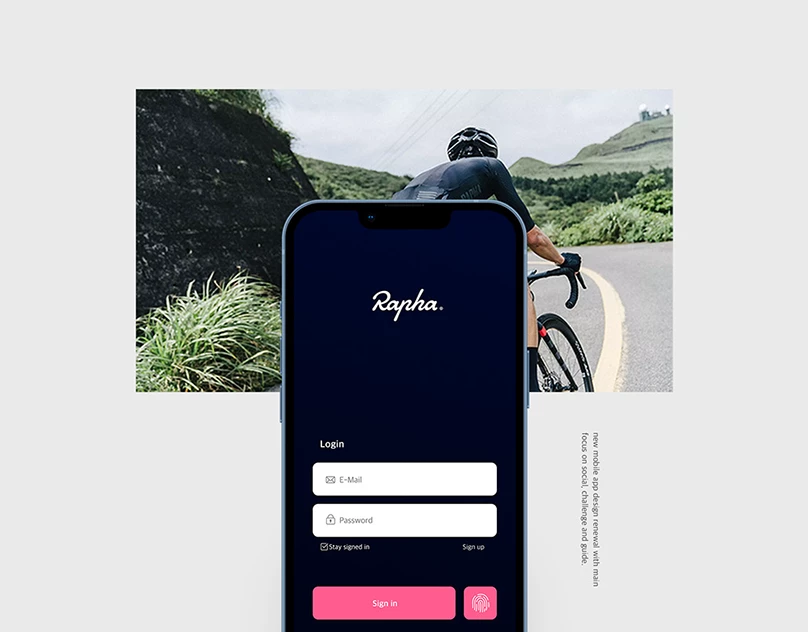 Rapha®
Login
E-Mail
Password
Stay signed in
Sign up
Sign in
new mobile app design renewal with main
focus on social, challenge and guide.